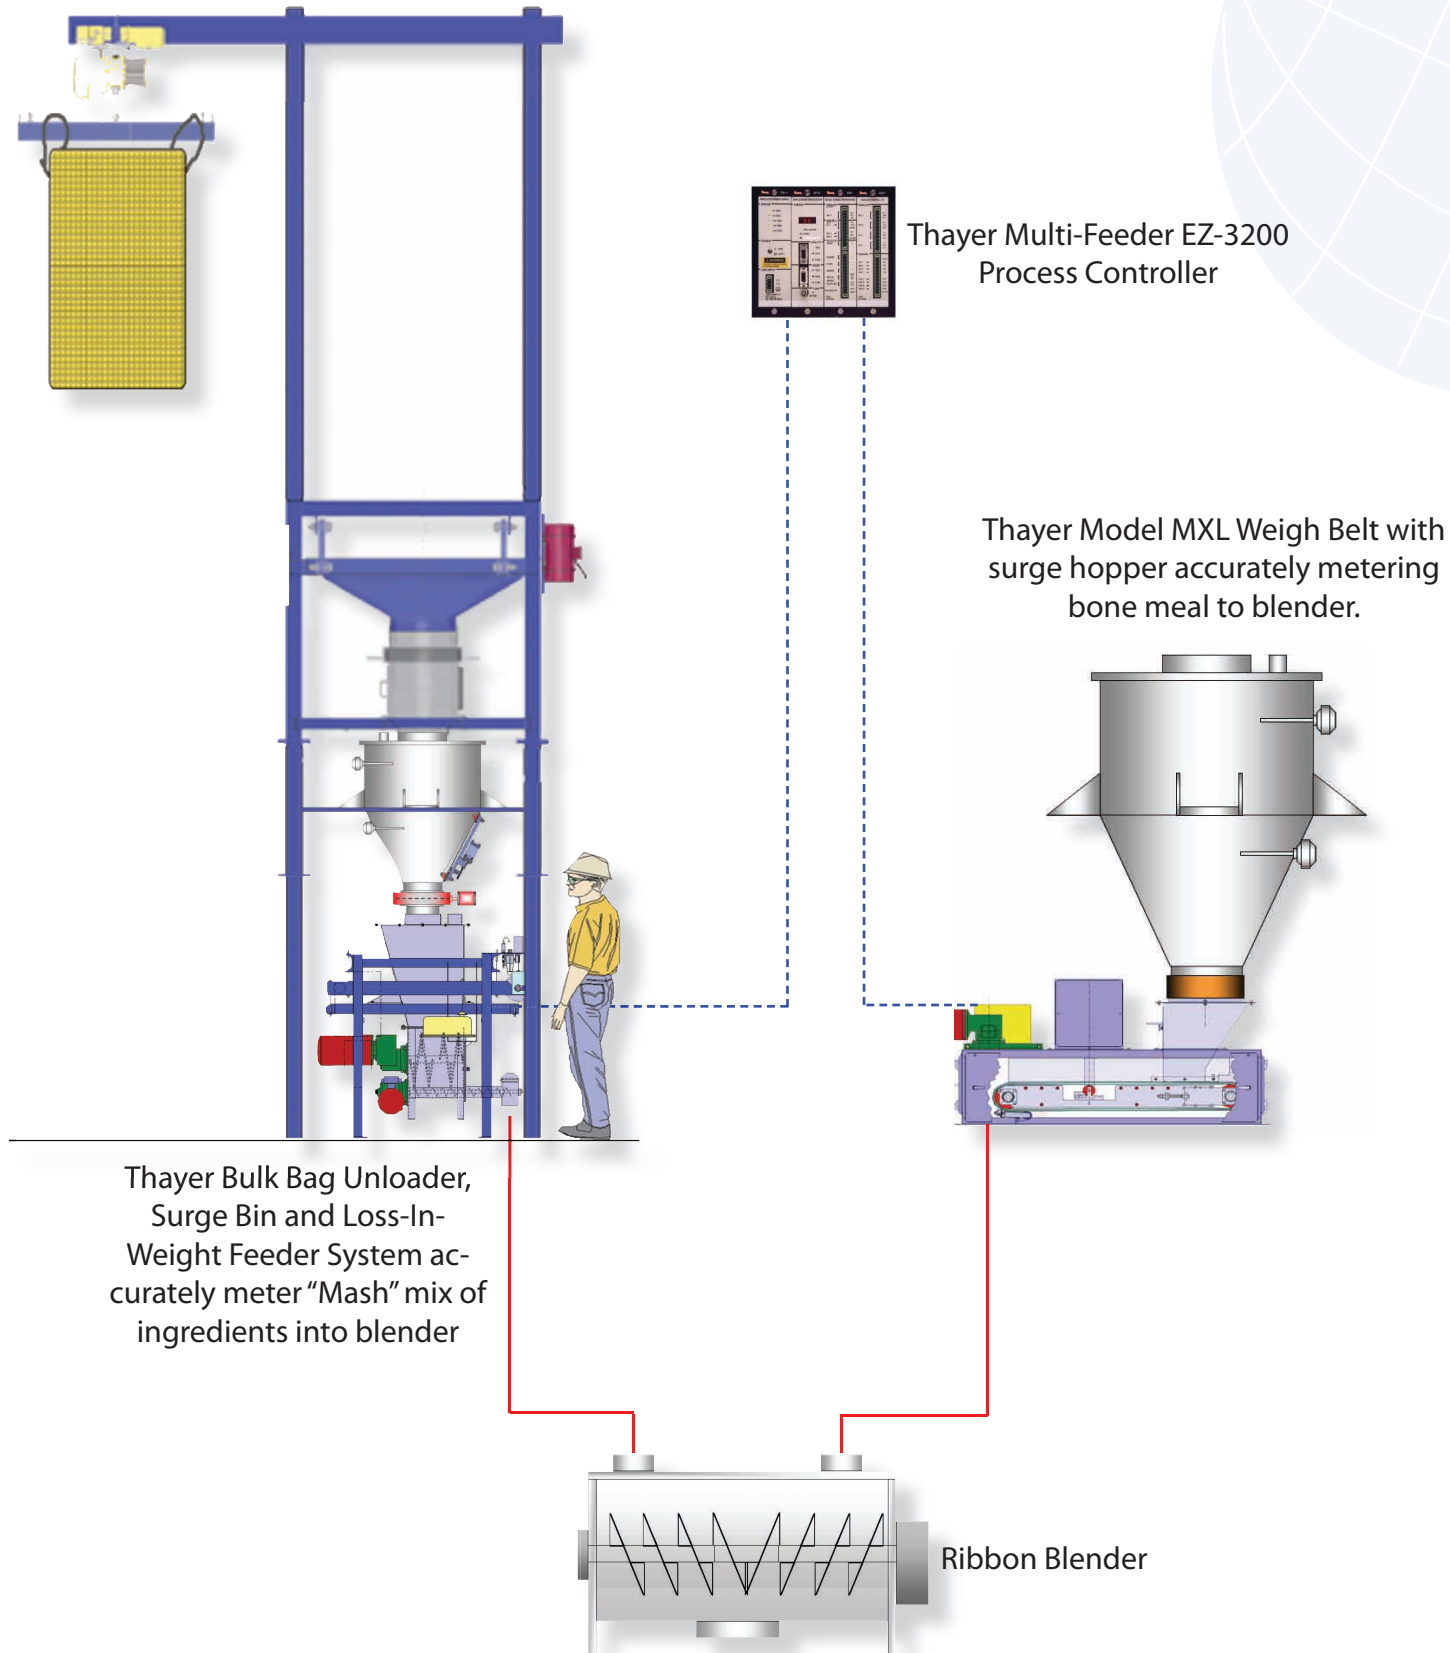 Thayer Multi-Feeder EZ-3200
Process Controller
Thayer Model MXL Weigh Belt with
surge hopper accurately metering
bone meal to blender.
Thayer Bulk Bag Unloader,
Surge Bin and Loss-In-
Weight Feeder System ac-
curately meter “Mash” mix of
ingredients into blender
Ribbon Blender